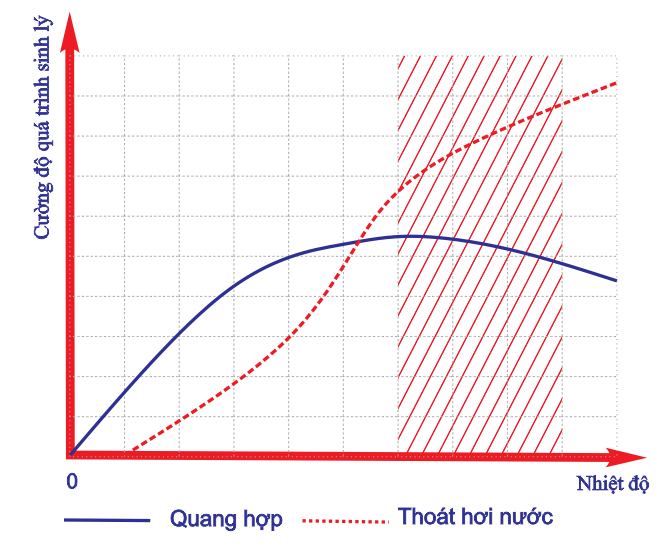 Cường độ quá trình sinh lý
0
Nhiệt độ
Quang hợp
Thoát hơi nước